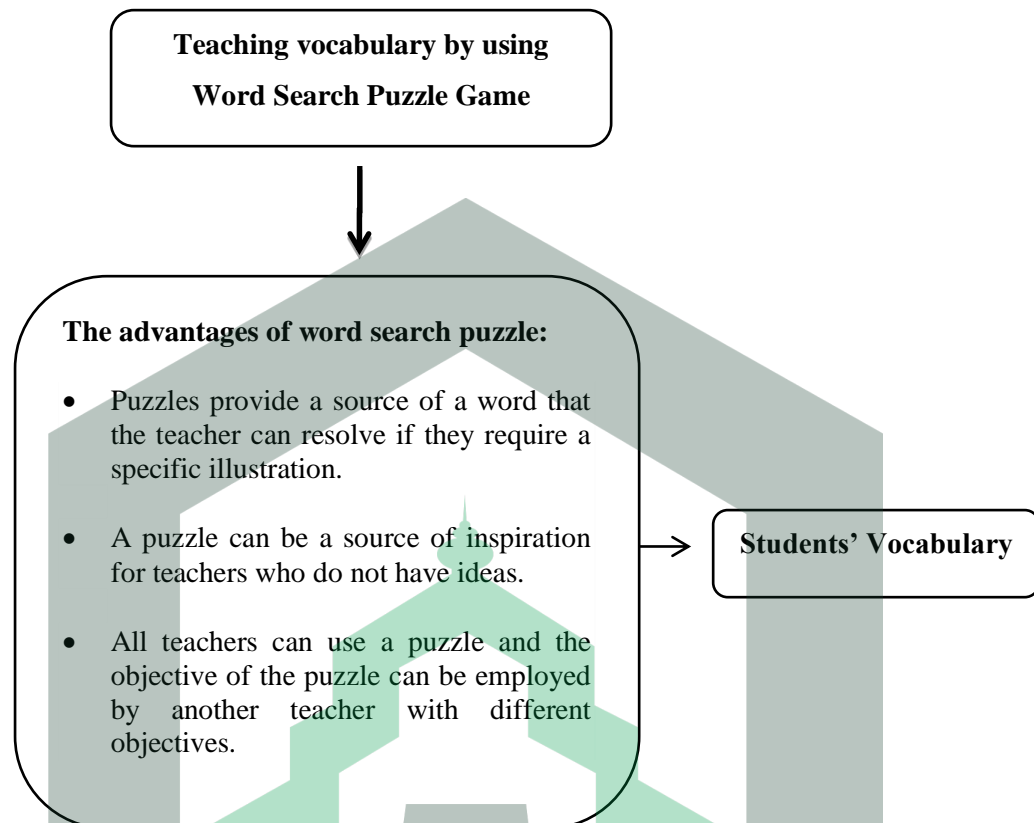 Teaching vocabulary by using
Word Search Puzzle Game
The advantages of word search puzzle:
• Puzzles provide a source of a word that
the teacher can resolve if they require a
specific illustration.
• A puzzle can be a source of inspiration
for teachers who do not have ideas.
• All teachers can use a puzzle and the
objective of the puzzle can be employed
by another teacher with different
objectives.
Students’ Vocabulary